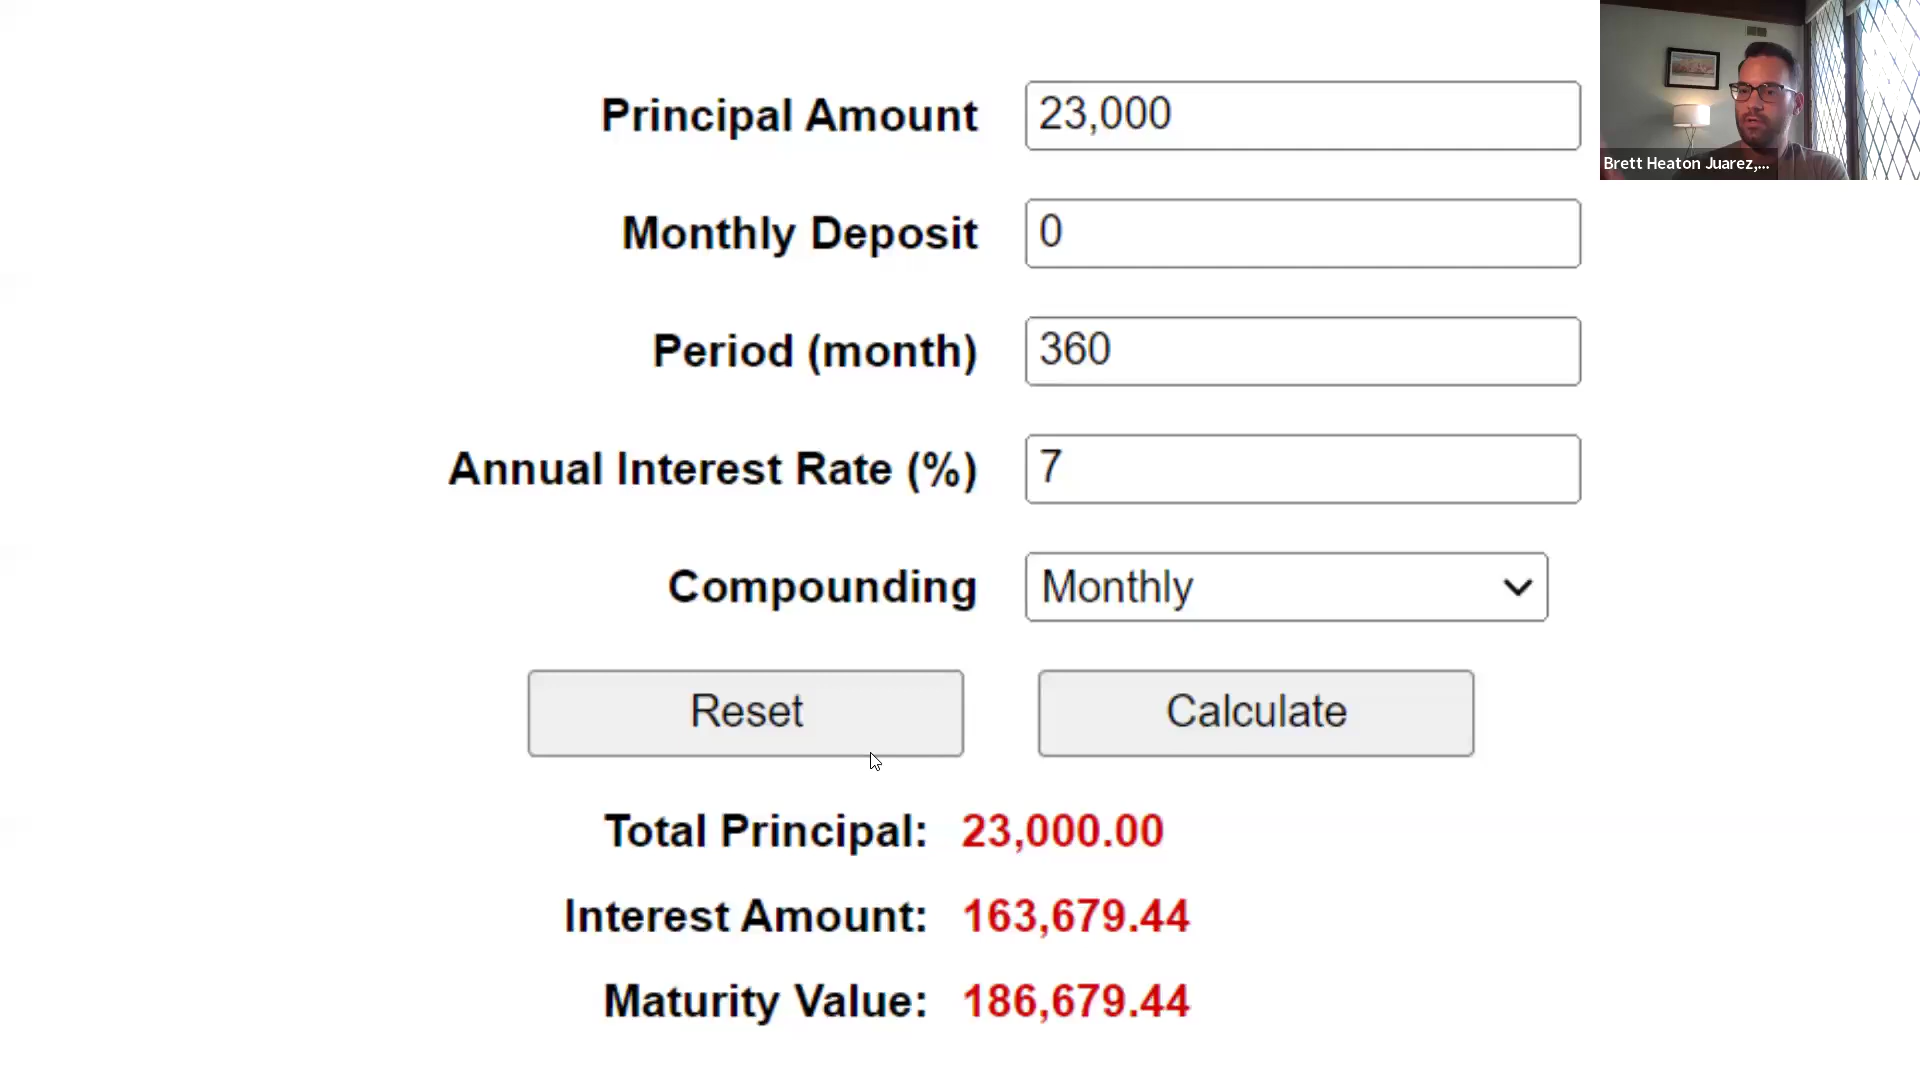 Principal Amount 23,000
Brett Heaton Juarez,...
Monthly Deposit 0
Period (month) 360
Annual Interest Rate (%) 7
Compounding Monthly
Reset Calculate
Total Principal: 23,000.00
Interest Amount: 163,679.44
Maturity Value: 186,679.44